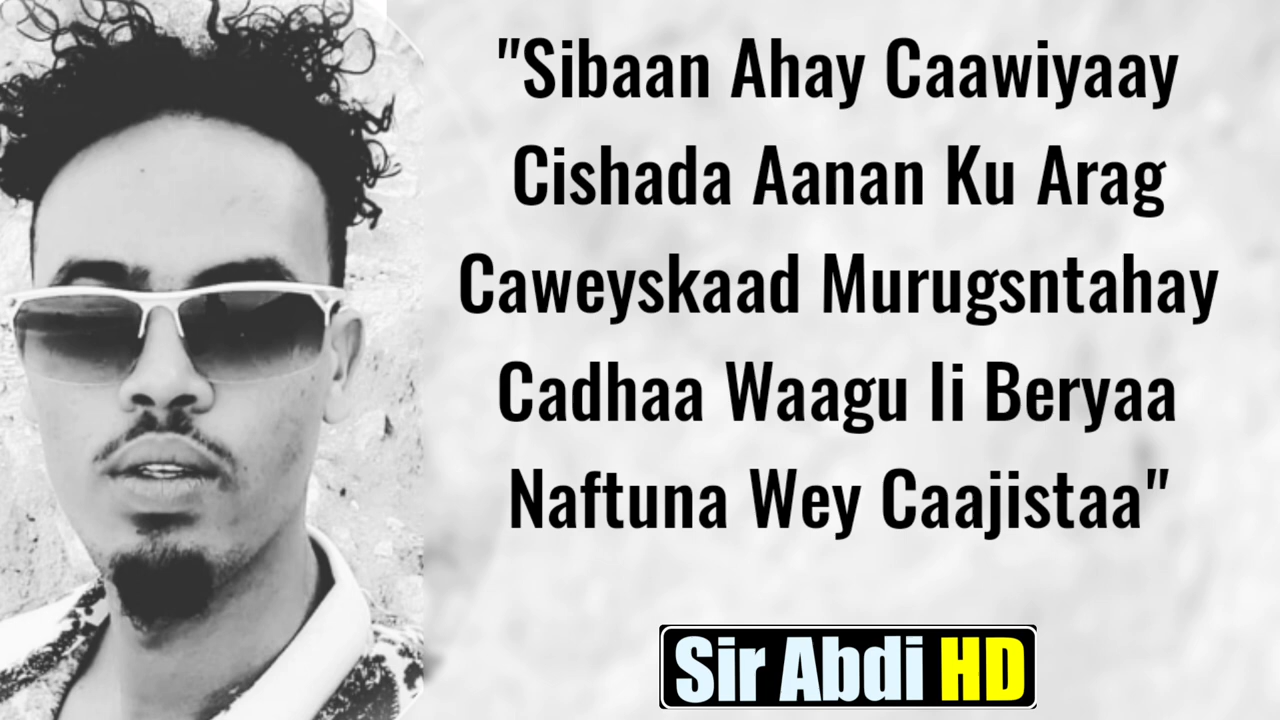 "Sibaan Ahay Caawiyaay
Cishada Aanan Ku Arag
Caweyskaad Murugsntahay
Cadhaa Waagu Ii Beryaa
Naftuna Wey Caajistaa"
Sir Abdi HD